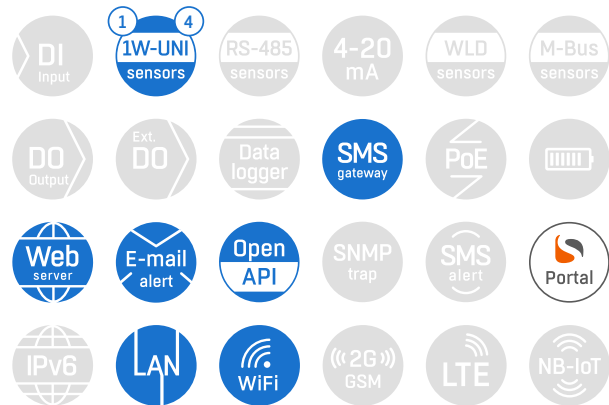 1 4
DI
Input
1W-UNI
sensors
RS-485
sensors
4-20
mA
WLD
sensors
M-Bus
sensors
DO
Output
Ext.
DO
Data
logger
SMS
gateway
PoE
Web
server
E-mail
alert
Open
API
SNMP
trap
SMS
alert
Portal
IPv6
LAN
WiFi
2G
GSM
LTE
NB-IoT